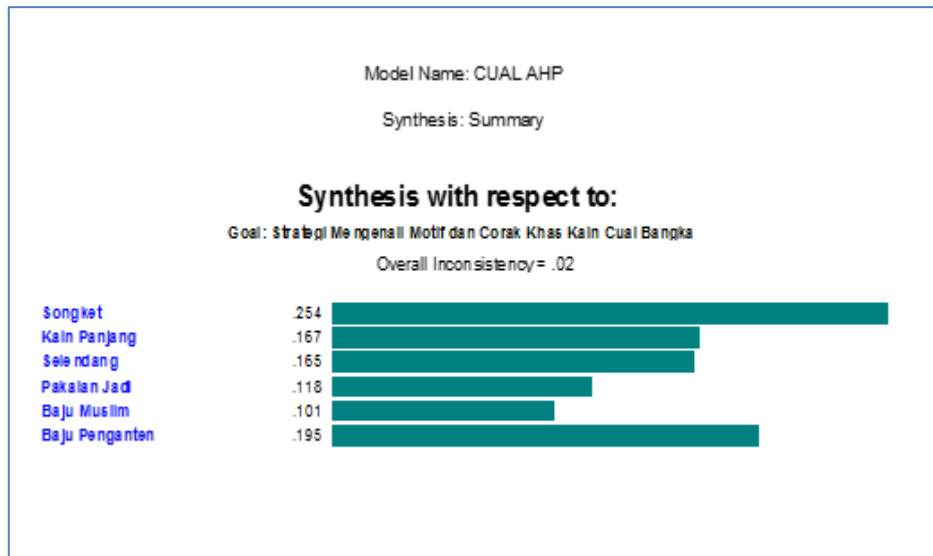 Model Name: CUAL AHP
Synthesis: Summary
Synthesis with respect to:
Goal: Strategi Mengenali Motif dan Corak Khas Kain Cual Bangka
Overall Inconsistency = .02
Songket .254
Kain Panjang .167
Selendang .165
Pakaian Jadi .118
Baju Muslim .101
Baju Penganten .195